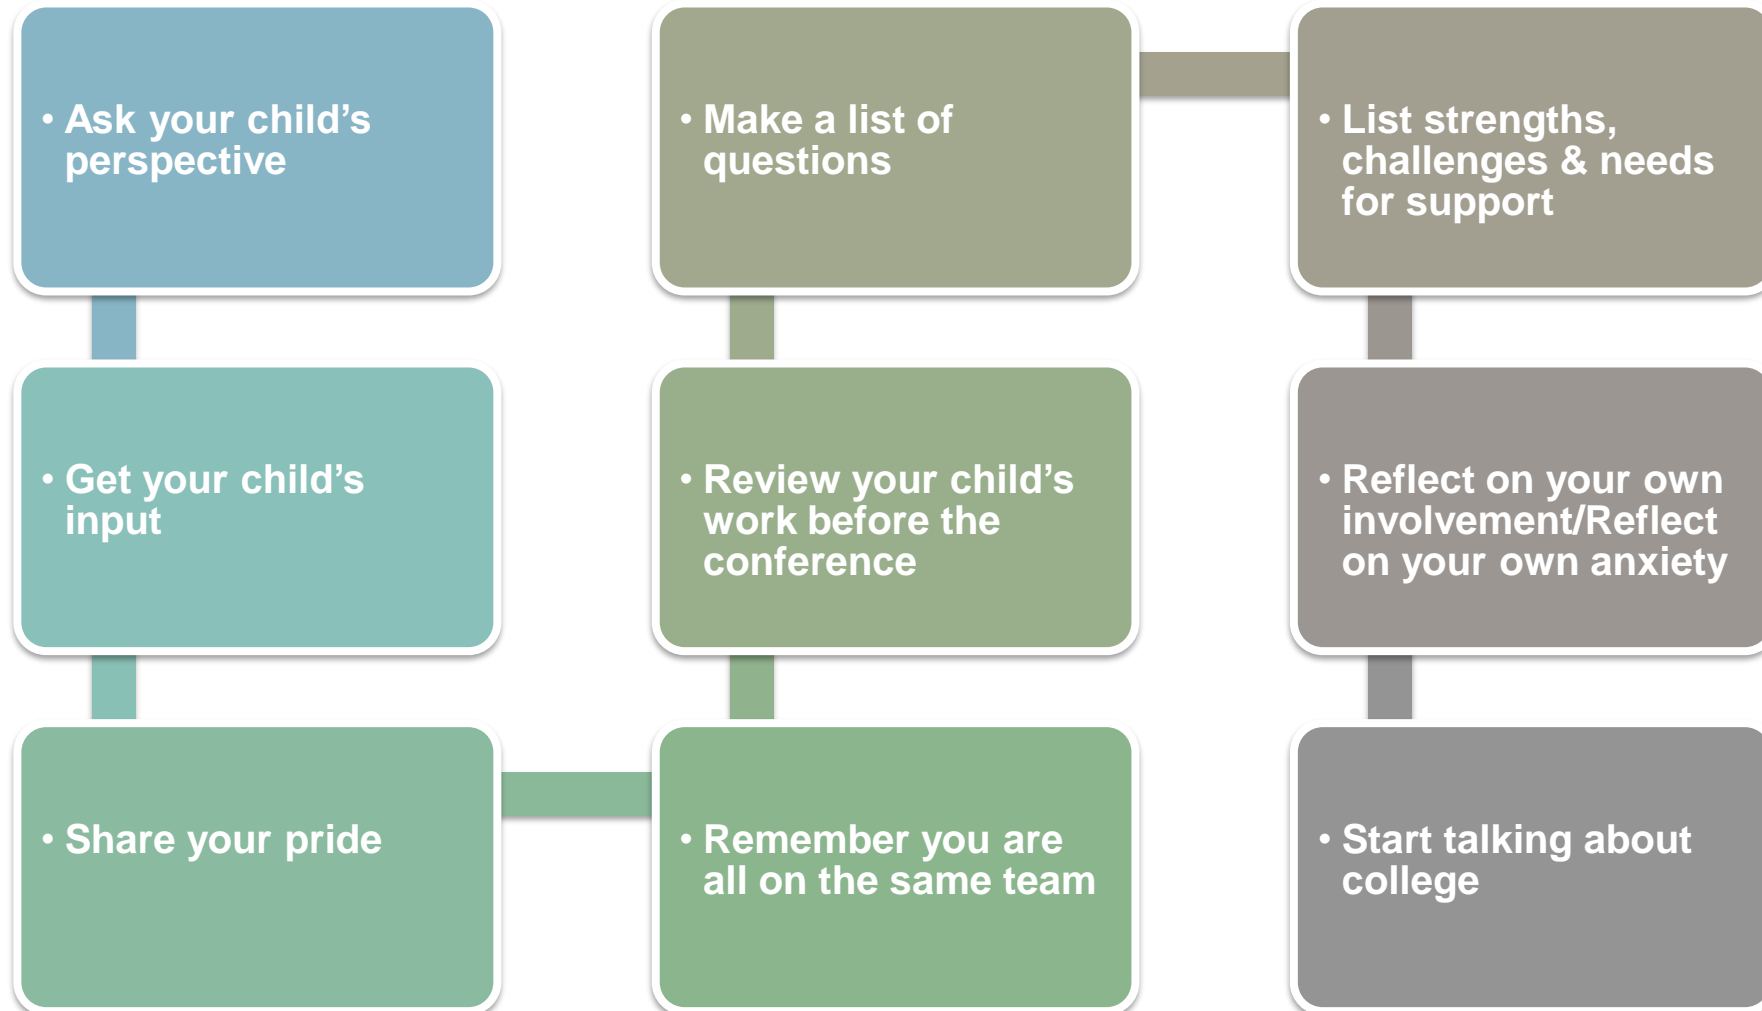 • Ask your child’s
perspective
• Get your child’s
input
• Share your pride
• Remember you are
all on the same team
• Review your child’s
work before the
conference
• Make a list of
questions
• List strengths,
challenges & needs
for support
• Reflect on your own
involvement/Reflect
on your own anxiety
• Start talking about
college